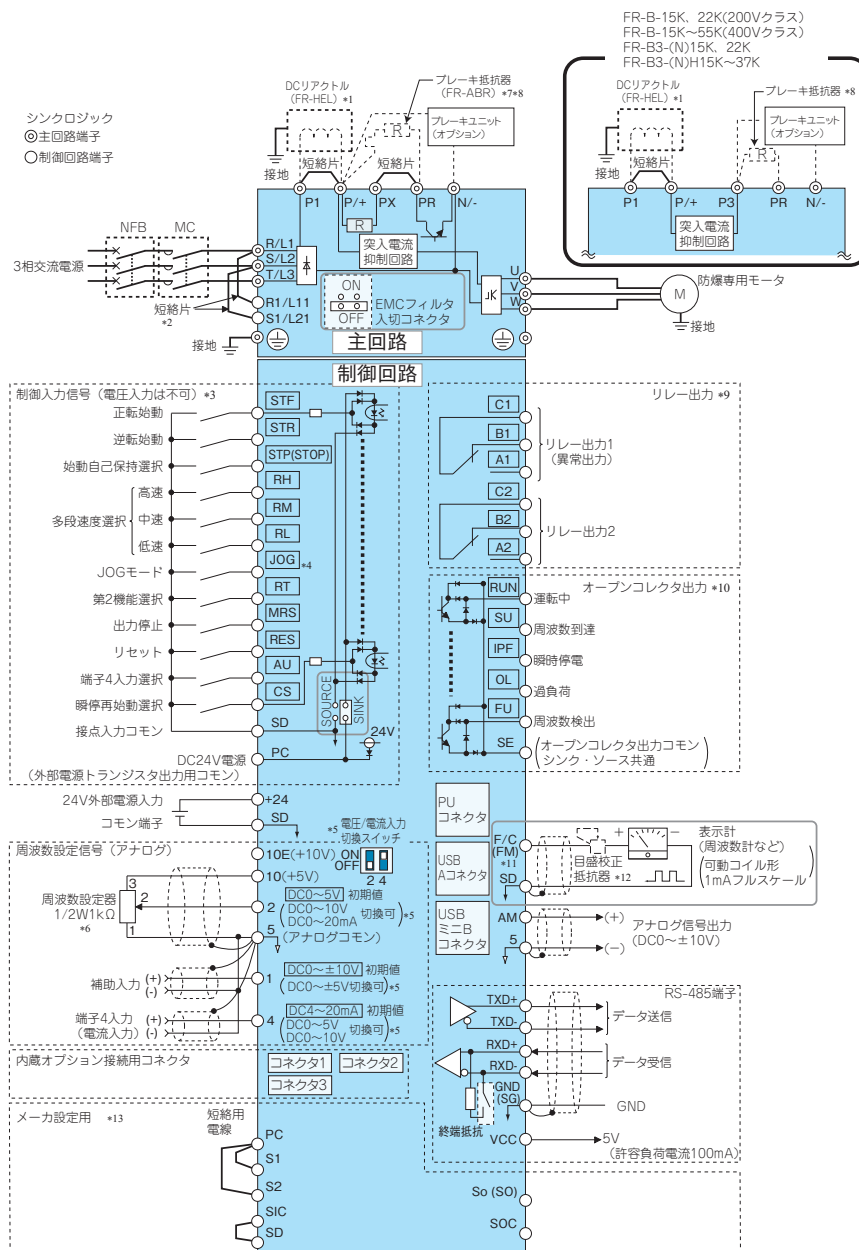 FR-B-15K、22K(200Vクラス)
FR-B-15K～55K(400Vクラス)
FR-B3-(N)15K、22K
FR-B3-(N)H15K～37K
DCリアクトル
(FR-HEL) *1
ブレーキ抵抗器 *8
ブレーキユニット
(オプション)
R
接地
短絡片
P1
P/+
P3
PR
N/-
突入電流
抑制回路
シンクロジック
◎主回路端子
○制御回路端子
DCリアクトル
(FR-HEL) *1
ブレーキ抵抗器
(FR-ABR) *7*8
ブレーキユニット
(オプション)
R
接地
短絡片
短絡片
P1
P/+
PX
PR
N/-
R
突入電流
抑制回路
NFB
MC
3相交流電源
R/L1
S/L2
T/L3
R1/L11
S1/L21
短絡片
*2
接地
ON
OFF
EMCフィルタ
入切コネクタ
主回路
U
V
W
M
防爆専用モータ
接地
制御回路
制御入力信号(電圧入力は不可) *3
正転始動
STF
逆転始動
STR
始動自己保持選択
STP(STOP)
多段速度選択
高速
RH
中速
RM
低速
RL
JOGモード
JOG *4
第2機能選択
RT
出力停止
MRS
リセット
RES
端子4入力選択
AU
瞬停再始動選択
CS
接点入力コモン
SD
SOURCE
SINK
24V
DC24V電源
(外部電源トランジスタ出力用コモン)
PC
24V外部電源入力
+24
コモン端子
SD
リレー出力 *9
C1
B1
A1
リレー出力1
(異常出力)
C2
B2
A2
リレー出力2
オープンコレクタ出力 *10
RUN
運転中
SU
周波数到達
IPF
瞬時停電
OL
過負荷
FU
周波数検出
SE
(オープンコレクタ出力コモン
シンク・ソース共通)
周波数設定信号(アナログ)
*5 電圧/電流入力
切換スイッチ
ON
OFF
2 4
10E(+10V)
10(+5V)
周波数設定器
1/2W1kΩ
*6
3
2
1
2
DC0～5V 初期値
(DC0～10V
DC0～20mA 切換可)*5
5
(アナログコモン)
補助入力
(+)
(-)
1
DC0～±10V 初期値
(DC0～±5V切換可)*5
端子4入力
(電流入力)
(+)
(-)
4
DC4～20mA 初期値
(DC0～5V
DC0～10V 切換可)*5
PU
コネクタ
USB
Aコネクタ
USB
ミニB
コネクタ
F/C
(FM)
*11
SD
目盛校正
抵抗器 *12
+
-
表示計
(周波数計など)
(可動コイル形
1mAフルスケール)
AM
(+)
5
(-)
アナログ信号出力
(DC0～±10V)
RS-485端子
TXD+
TXD-
データ送信
RXD+
RXD-
データ受信
GND
(SG)
GND
終端抵抗
VCC
5V
(許容負荷電流100mA)
内蔵オプション接続用コネクタ
コネクタ1
コネクタ2
コネクタ3
メーカ設定用 *13
短絡用
電線
PC
S1
S2
SIC
SD
So (SO)
SOC